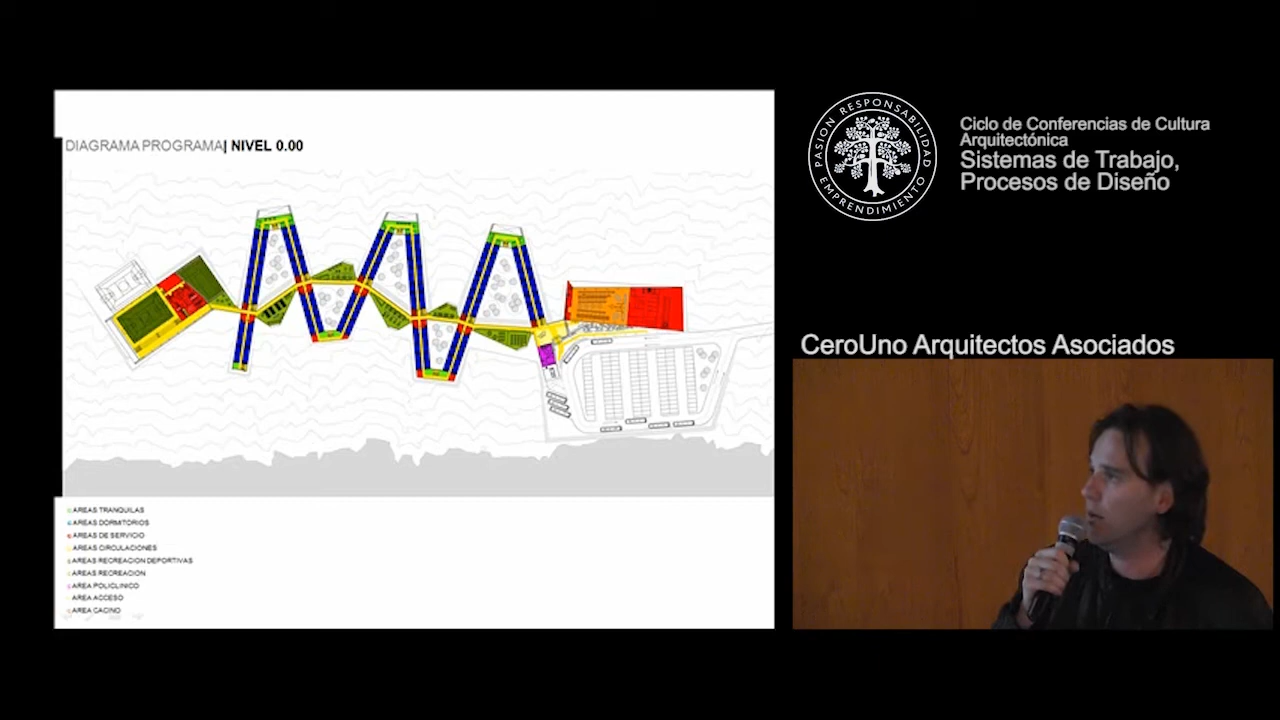 DIAGRAMA PROGRAMA| NIVEL 0.00
AREAS TRANQUILAS
AREAS DORMITORIOS
AREAS DE SERVICIO
AREAS CIRCULACIONES
AREAS RECREACION DEPORTIVAS
AREAS RECREACION
AREA POLICLINICO
AREA ACCESO
AREA CACINO
PASION RESPONSABILIDAD EMPRENDIMIENTO
Ciclo de Conferencias de Cultura
Arquitectónica
Sistemas de Trabajo,
Procesos de Diseño
CeroUno Arquitectos Asociados